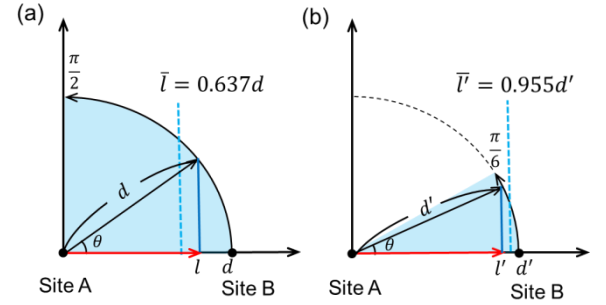 (a)
π/2
l̄ = 0.637d
d
θ
l
d
Site A
Site B
(b)
l̄′ = 0.955d′
π/6
d′
θ
l′
d′
Site A
Site B